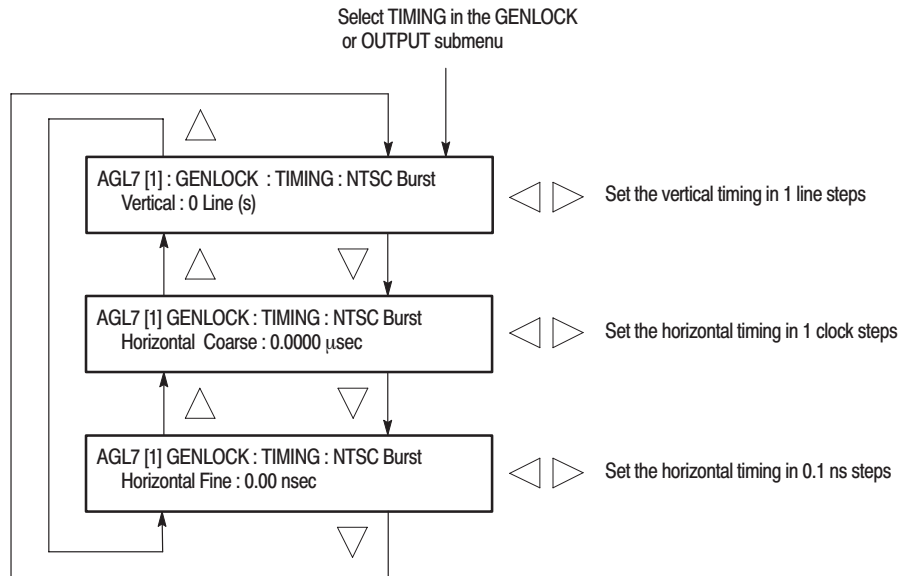 Select TIMING in the GENLOCK
or OUTPUT submenu
AGL7 [1] : GENLOCK : TIMING : NTSC Burst
Vertical : 0 Line (s)
Set the vertical timing in 1 line steps
AGL7 [1] GENLOCK : TIMING : NTSC Burst
Horizontal Coarse : 0.0000 μsec
Set the horizontal timing in 1 clock steps
AGL7 [1] GENLOCK : TIMING : NTSC Burst
Horizontal Fine : 0.00 nsec
Set the horizontal timing in 0.1 ns steps